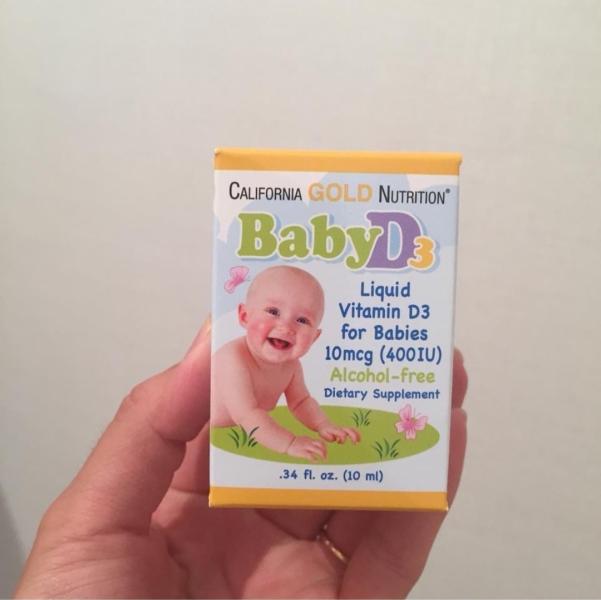 CALIFORNIA GOLD NUTRITION®
BabyD3
Liquid
Vitamin D3
for Babies
10mcg (400IU)
Alcohol-free
Dietary Supplement
.34 fl. oz. (10 ml)